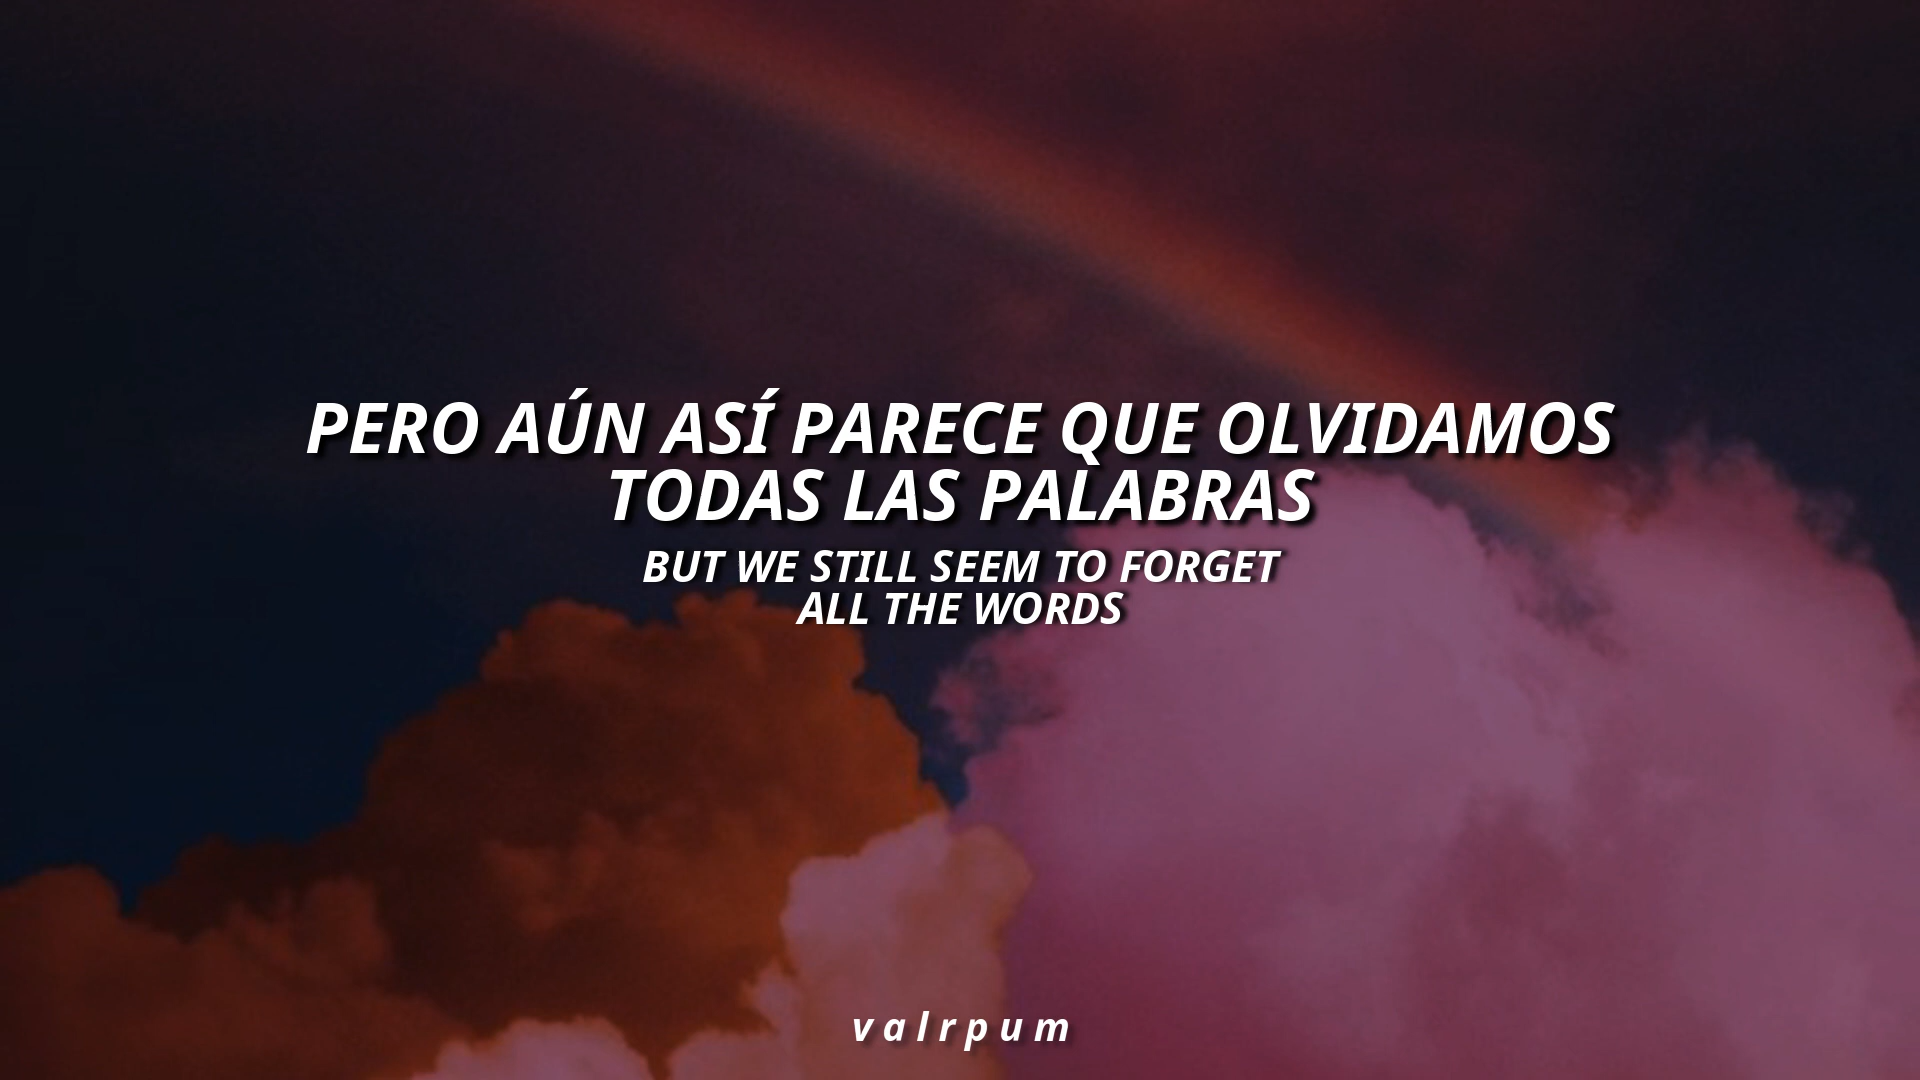 PERO AÚN ASÍ PARECE QUE OLVIDAMOS
TODAS LAS PALABRAS
BUT WE STILL SEEM TO FORGET
ALL THE WORDS
valrpum